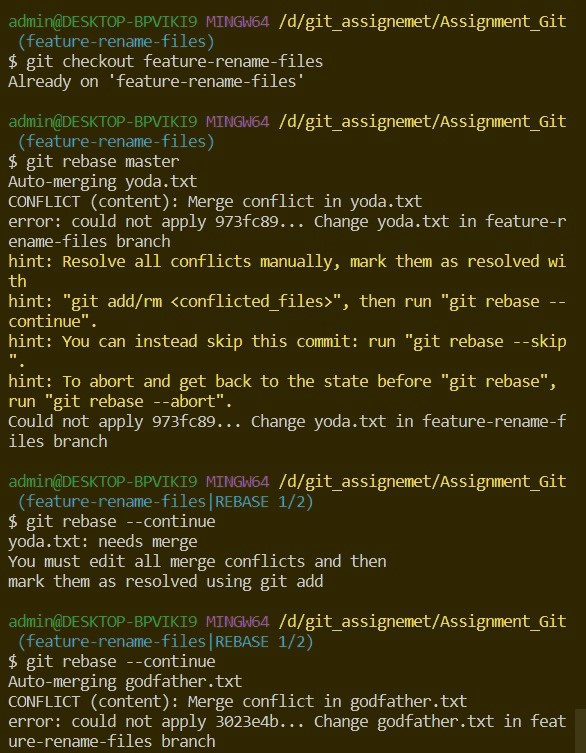 admin@DESKTOP-BPVIKI9 MINGW64 /d/git_assignemet/Assignment_Git
(feature-rename-files)
$ git checkout feature-rename-files
Already on 'feature-rename-files'
admin@DESKTOP-BPVIKI9 MINGW64 /d/git_assignemet/Assignment_Git
(feature-rename-files)
$ git rebase master
Auto-merging yoda.txt
CONFLICT (content): Merge conflict in yoda.txt
error: could not apply 973fc89... Change yoda.txt in feature-r
ename-files branch
hint: Resolve all conflicts manually, mark them as resolved wi
th
hint: "git add/rm <conflicted_files>", then run "git rebase --
continue".
hint: You can instead skip this commit: run "git rebase --skip
".
hint: To abort and get back to the state before "git rebase",
run "git rebase --abort".
Could not apply 973fc89... Change yoda.txt in feature-rename-f
iles branch
admin@DESKTOP-BPVIKI9 MINGW64 /d/git_assignemet/Assignment_Git
(feature-rename-files|REBASE 1/2)
$ git rebase --continue
yoda.txt: needs merge
You must edit all merge conflicts and then
mark them as resolved using git add
admin@DESKTOP-BPVIKI9 MINGW64 /d/git_assignemet/Assignment_Git
(feature-rename-files|REBASE 1/2)
$ git rebase --continue
Auto-merging godfather.txt
CONFLICT (content): Merge conflict in godfather.txt
error: could not apply 3023e4b... Change godfather.txt in feat
ure-rename-files branch